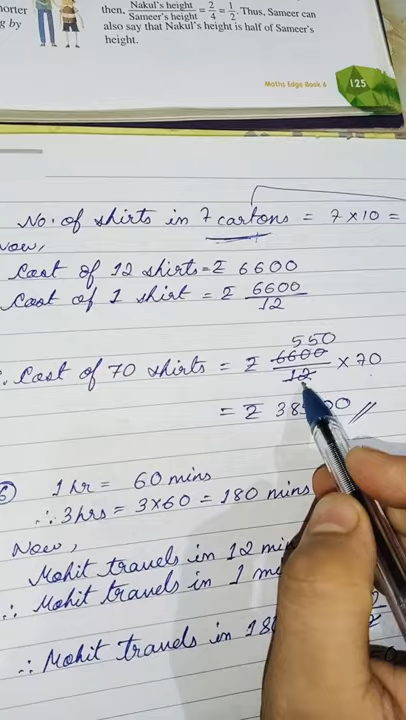 horter then, Nakul's height/Sameer's height = 2/4 = 1/2. Thus, Sameer can
g by also say that Nakul's height is half of Sameer's
height.
Maths Edge Book 6 125
No. of shirts in 7 cartons = 7 × 10 =
Now,
Cost of 12 shirts = ₹ 6600
Cost of 1 shirt = ₹ 6600/12
550
Cost of 70 shirts = ₹ 6600/12 × 70
= ₹ 38500
6) 1 hr = 60 mins
∴ 3 hrs = 3×60 = 180 mins
Now,
Mohit travels in 12 min
∴ Mohit travels in 1 m
∴ Mohit travels in 18